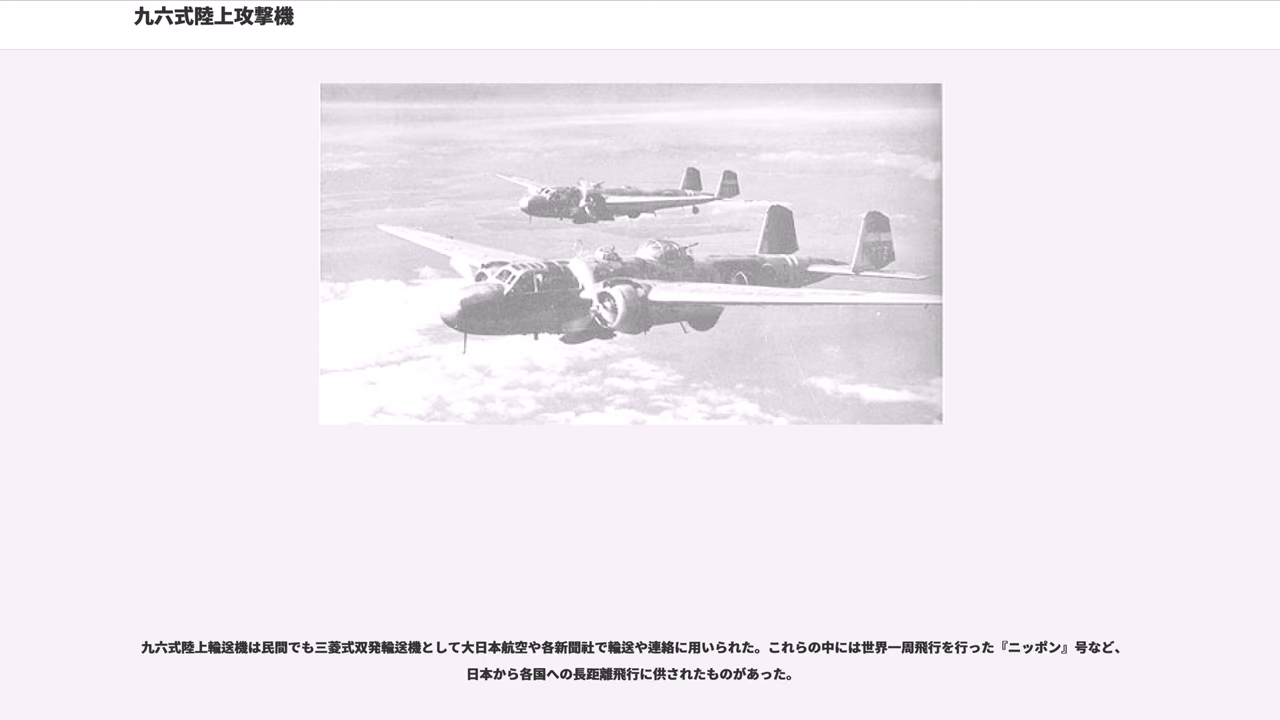 九六式陸上攻撃機
九六式陸上輸送機は民間でも三菱式双発輸送機として大日本航空や各新聞社で輸送や連絡に用いられた。これらの中には世界一周飛行を行った『ニッポン』号など、
日本から各国への長距離飛行に供されたものがあった。